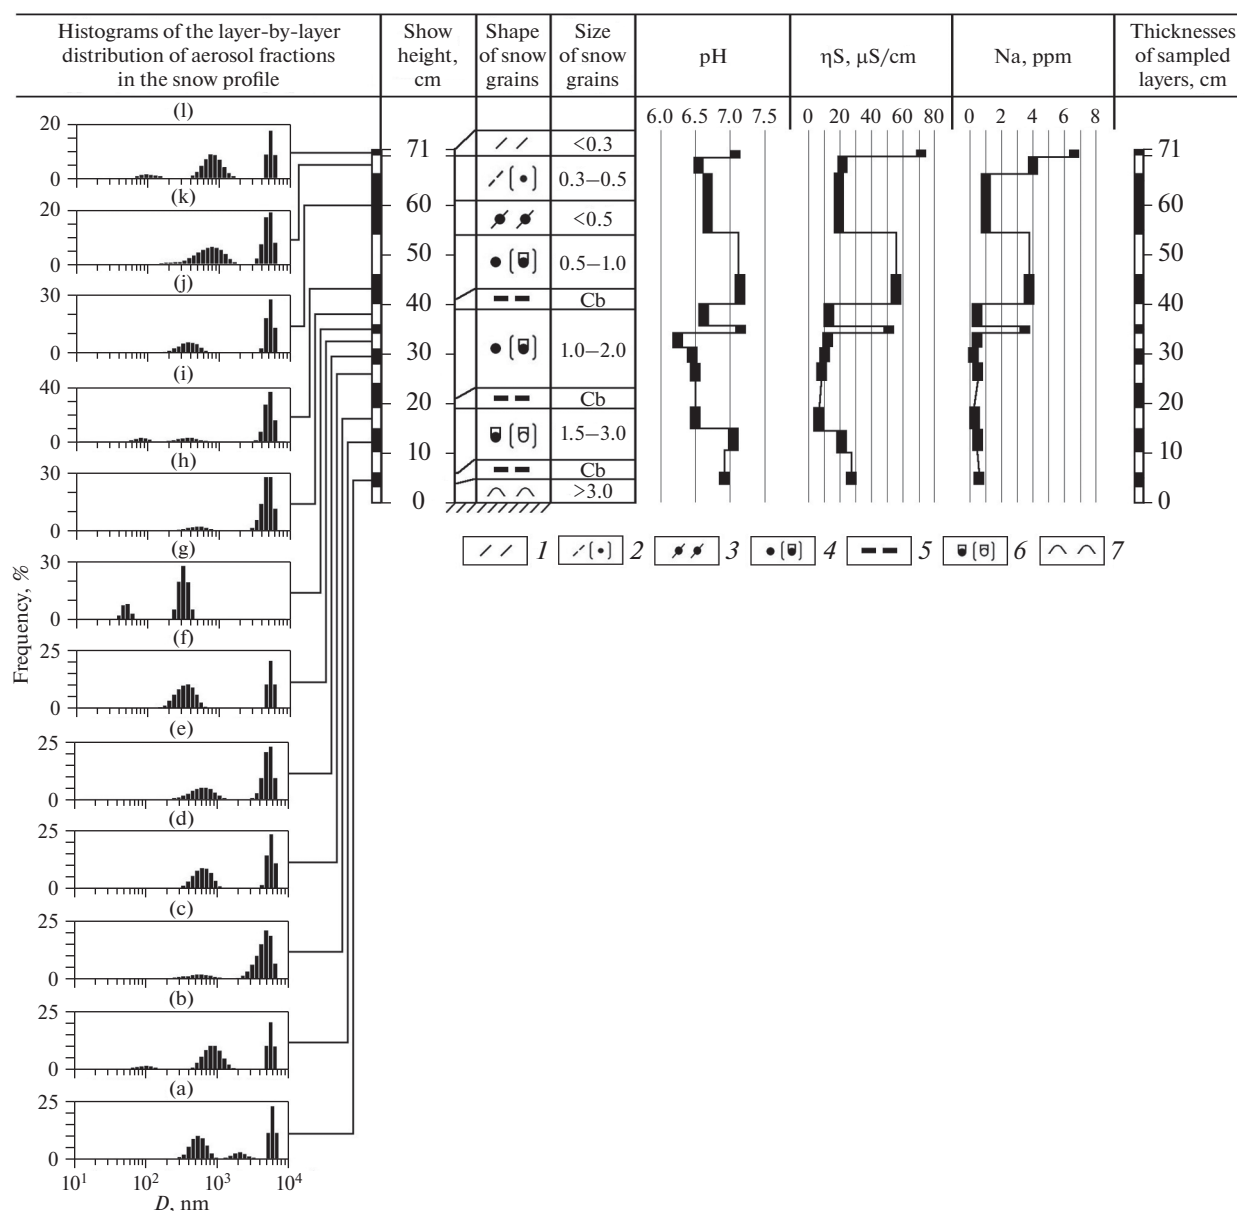 Histograms of the layer-by-layer
distribution of aerosol fractions
in the snow profile
Show
height,
cm
Shape
of snow
grains
Size
of snow
grains
pH
ηS, µS/cm
Na, ppm
Thicknesses
of sampled
layers, cm
6.0 6.5 7.0 7.5
0 20 40 60 80
0 2 4 6 8
(l)
20
10
0
(k)
20
10
0
(j)
30
0
(i)
40
20
0
(h)
30
0
(g)
30
0
(f)
25
0
(e)
25
0
(d)
25
0
(c)
25
0
(b)
25
0
(a)
25
0
10¹ 10² 10³ 10⁴
D, nm
Frequency, %
71
60
50
40
30
20
10
0
<0.3
0.3–0.5
<0.5
0.5–1.0
Cb
1.0–2.0
Cb
1.5–3.0
Cb
>3.0
71
60
50
40
30
20
10
0
1 2 3 4 5 6 7